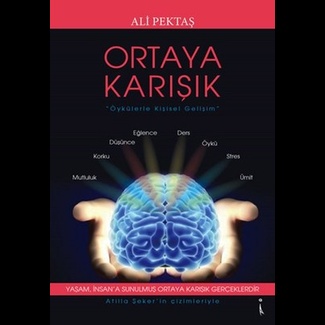 ALİ PEKTAŞ
ORTAYA
KARIŞIK
"Öykülerle Kişisel Gelişim"
Eğlence
Ders
Düşünce
Öykü
Korku
Stres
Mutluluk
Ümit
YAŞAM, İNSAN'A SUNULMUŞ ORTAYA KARIŞIK GERÇEKLERDİR
Atilla Şeker'in çizimleriyle